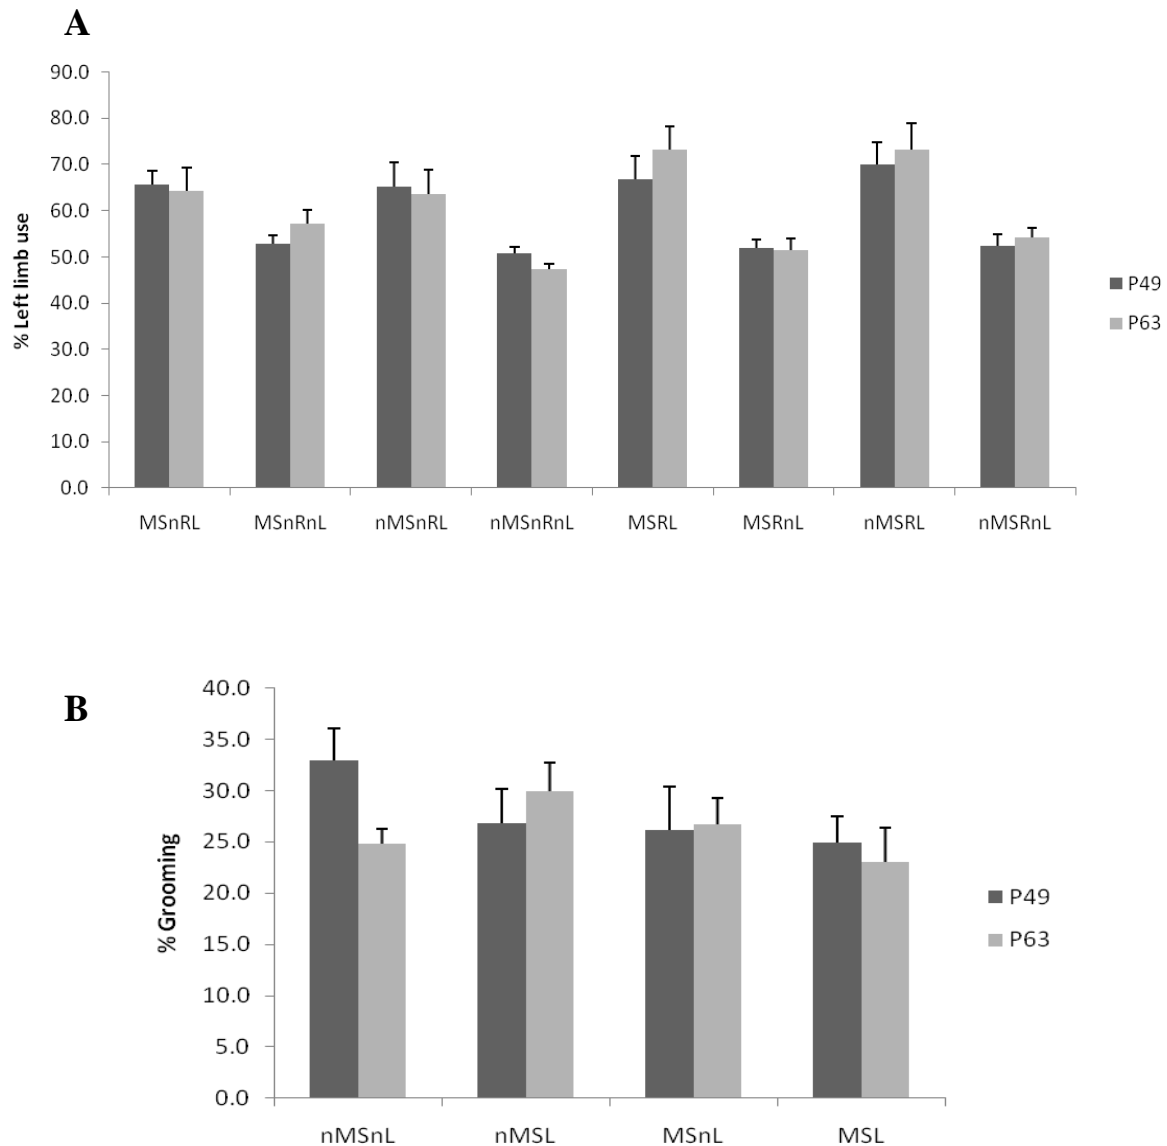 A
90.0
80.0
70.0
60.0
50.0
40.0
30.0
20.0
10.0
0.0
% Left limb use
MSnRL MSnRnL nMSnRL nMSnRnL MSRL MSRnL nMSRL nMSRnL
P49
P63
B
40.0
35.0
30.0
25.0
20.0
15.0
10.0
5.0
0.0
% Grooming
nMSnL nMSL MSnL MSL
P49
P63